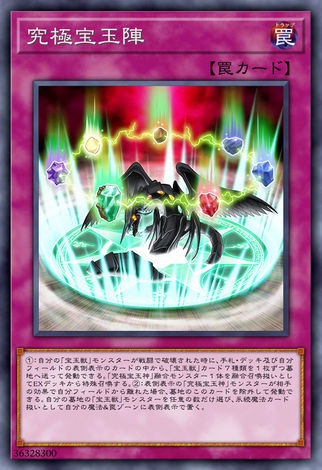 究極宝玉陣
トラップ
罠
【罠カード】
①:自分の「宝玉獣」モンスターが戦闘で破壊された時に、手札・デッキ及び自分
フィールドの表側表示のカードの中から、「宝玉獣」カード7種類を1枚ずつ墓
地へ送って発動できる。「究極宝玉神」融合モンスター1体を融合召喚扱いとし
てEXデッキから特殊召喚する。②:表側表示の「究極宝玉神」モンスターが相手
の効果で自分フィールドから離れた場合、墓地のこのカードを除外して発動で
きる。自分の墓地の「宝玉獣」モンスターを任意の数だけ選び、永続魔法カード
扱いとして自分の魔法&罠ゾーンに表側表示で置く。
36328300